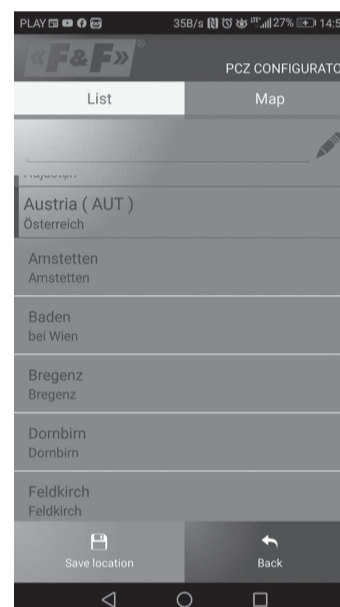 PLAY 35B/s 27% 14:5
«F&F»®
PCZ CONFIGURATO
List Map
Austria ( AUT )
Österreich
Amstetten
Amstetten
Baden
bei Wien
Bregenz
Bregenz
Dornbirn
Dornbirn
Feldkirch
Feldkirch
Save location Back